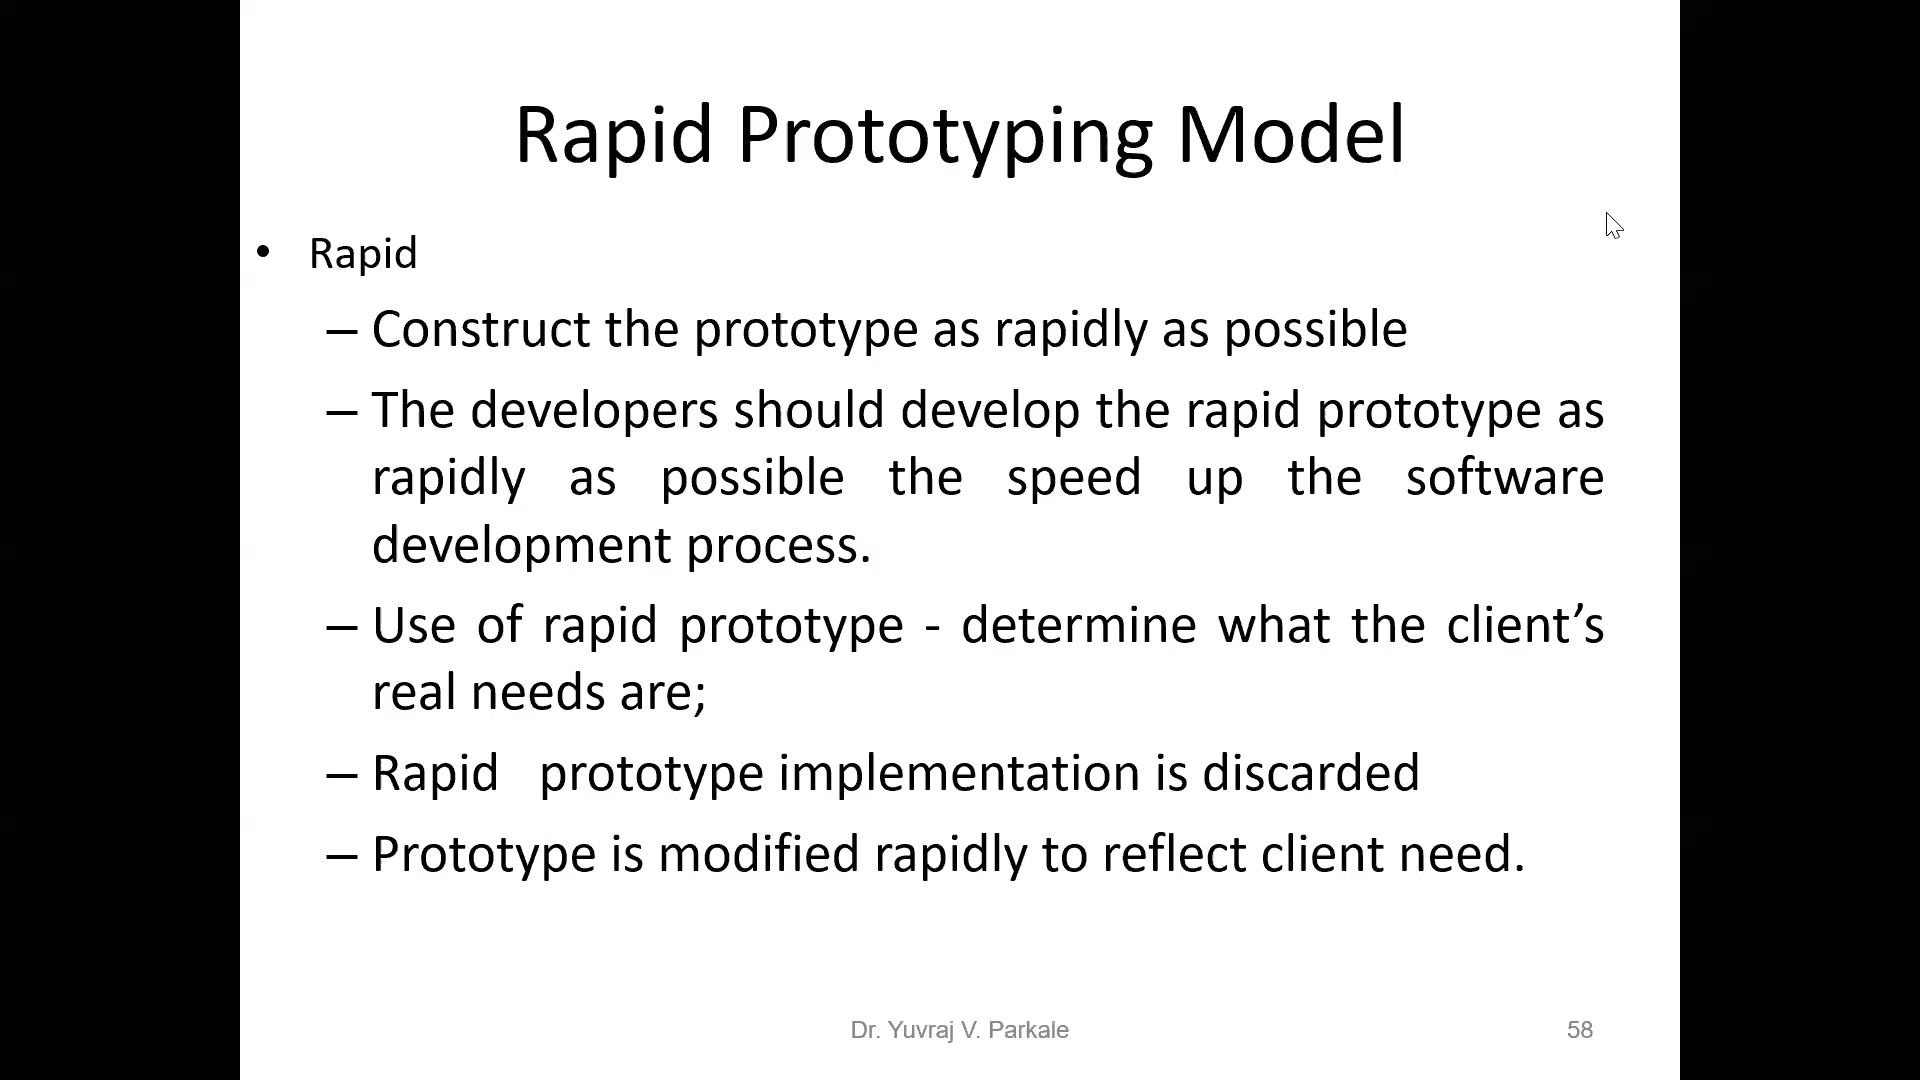 Rapid Prototyping Model
• Rapid
– Construct the prototype as rapidly as possible
– The developers should develop the rapid prototype as
rapidly as possible the speed up the software
development process.
– Use of rapid prototype - determine what the client’s
real needs are;
– Rapid prototype implementation is discarded
– Prototype is modified rapidly to reflect client need.
Dr. Yuvraj V. Parkale
58